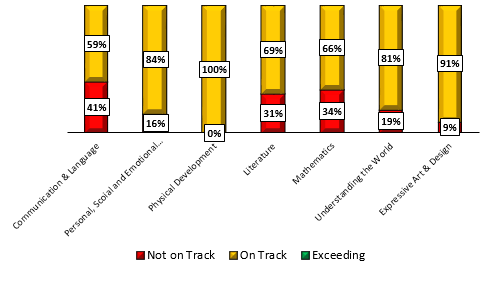 59% 84% 100% 69% 66% 81% 91%
41% 16% 0% 31% 34% 19% 9%
Communication & Language
Personal, Scoial and Emotional...
Physical Development
Literature
Mathematics
Understanding the World
Expressive Art & Design
Not on Track On Track Exceeding